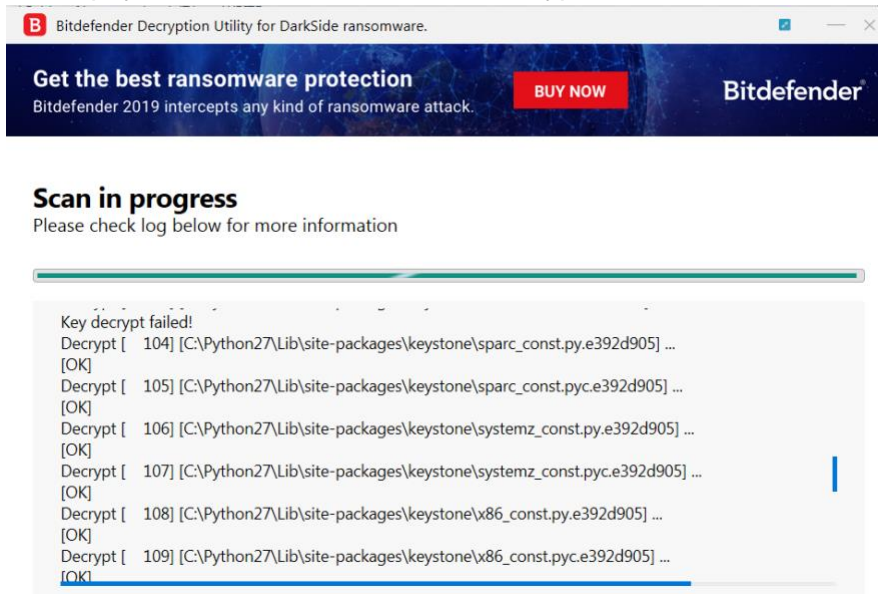 B Bitdefender Decryption Utility for DarkSide ransomware.
Get the best ransomware protection
Bitdefender 2019 intercepts any kind of ransomware attack.
BUY NOW
Bitdefender
Scan in progress
Please check log below for more information
Key decrypt failed!
Decrypt [ 104] [C:\Python27\Lib\site-packages\keystone\sparc_const.py.e392d905] ...
[OK]
Decrypt [ 105] [C:\Python27\Lib\site-packages\keystone\sparc_const.pyc.e392d905] ...
[OK]
Decrypt [ 106] [C:\Python27\Lib\site-packages\keystone\systemz_const.py.e392d905] ...
[OK]
Decrypt [ 107] [C:\Python27\Lib\site-packages\keystone\systemz_const.pyc.e392d905] ...
[OK]
Decrypt [ 108] [C:\Python27\Lib\site-packages\keystone\x86_const.py.e392d905] ...
[OK]
Decrypt [ 109] [C:\Python27\Lib\site-packages\keystone\x86_const.pyc.e392d905] ...
[OK]